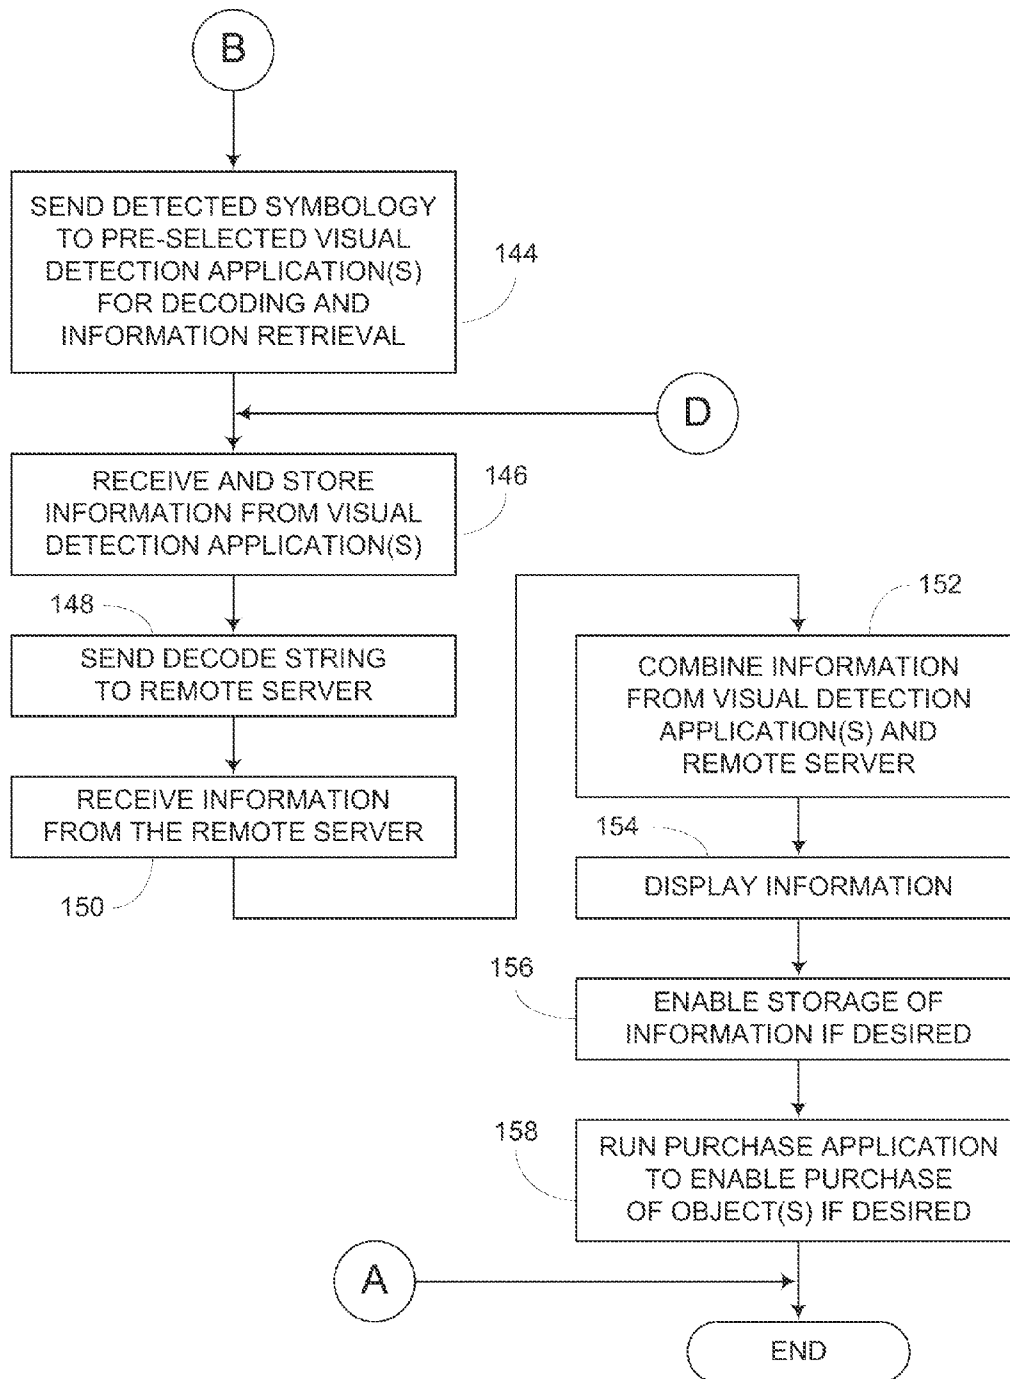 B
SEND DETECTED SYMBOLOGY
TO PRE-SELECTED VISUAL
DETECTION APPLICATION(S)
FOR DECODING AND
INFORMATION RETRIEVAL
144
D
RECEIVE AND STORE
INFORMATION FROM VISUAL
DETECTION APPLICATION(S)
146
148
SEND DECODE STRING
TO REMOTE SERVER
RECEIVE INFORMATION
FROM THE REMOTE SERVER
150
152
COMBINE INFORMATION
FROM VISUAL DETECTION
APPLICATION(S) AND
REMOTE SERVER
154
DISPLAY INFORMATION
156
ENABLE STORAGE OF
INFORMATION IF DESIRED
158
RUN PURCHASE APPLICATION
TO ENABLE PURCHASE
OF OBJECT(S) IF DESIRED
A
END